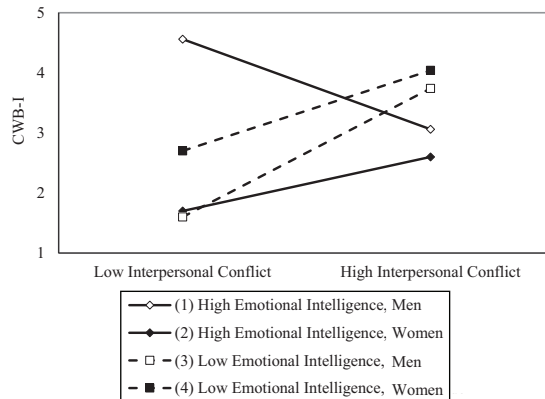 5
4
3
2
1
CWB-I
Low Interpersonal Conflict High Interpersonal Conflict
(1) High Emotional Intelligence, Men
(2) High Emotional Intelligence, Women
(3) Low Emotional Intelligence, Men
(4) Low Emotional Intelligence, Women